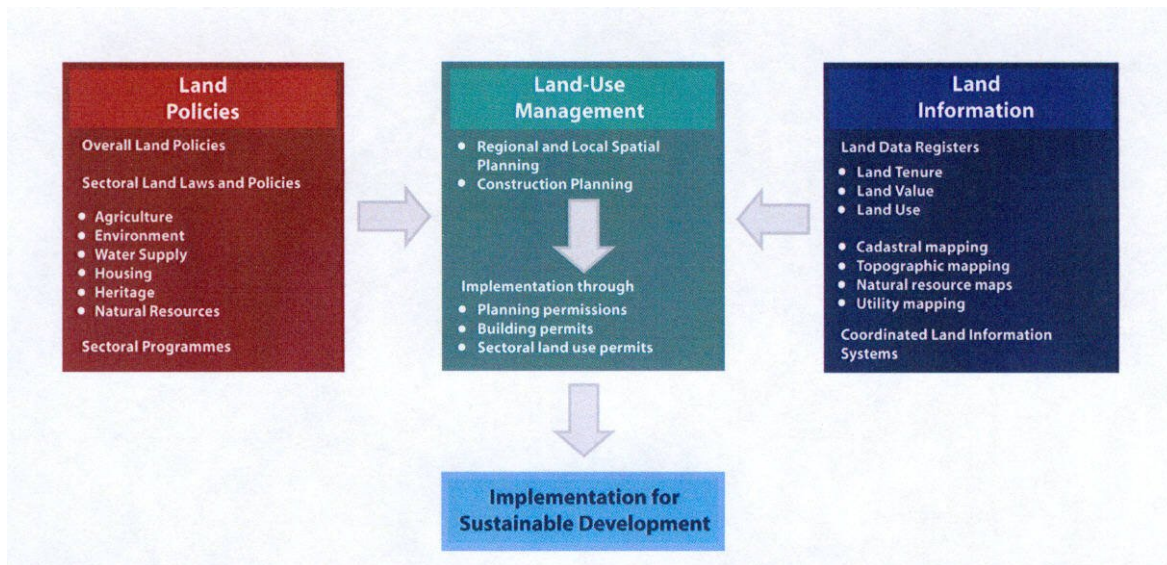 Land
Policies
Overall Land Policies
Sectoral Land Laws and Policies
• Agriculture
• Environment
• Water Supply
• Housing
• Heritage
• Natural Resources
Sectoral Programmes
Land-Use
Management
• Regional and Local Spatial
Planning
• Construction Planning
Implementation through
• Planning permissions
• Building permits
• Sectoral land use permits
Land
Information
Land Data Registers
• Land Tenure
• Land Value
• Land Use
• Cadastral mapping
• Topographic mapping
• Natural resource maps
• Utility mapping
Coordinated Land Information
Systems
Implementation for
Sustainable Development